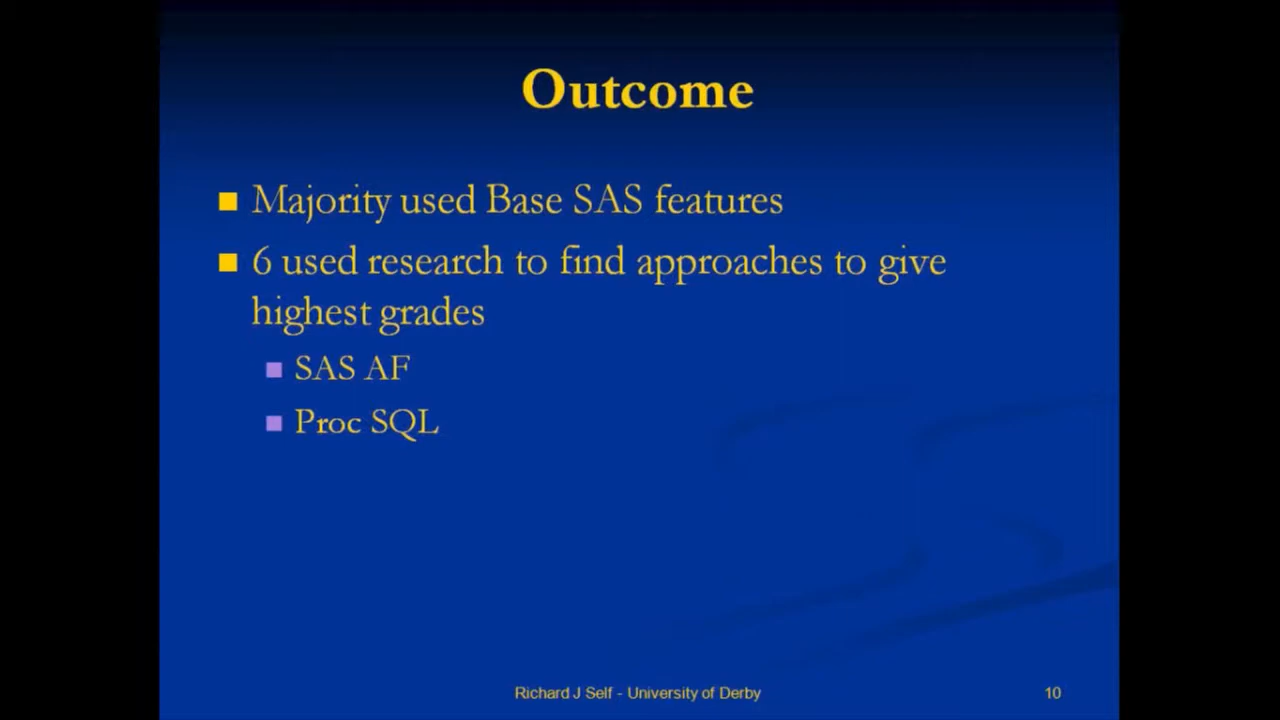 Outcome
Majority used Base SAS features
6 used research to find approaches to give
highest grades
SAS AF
Proc SQL
Richard J Self - University of Derby
10